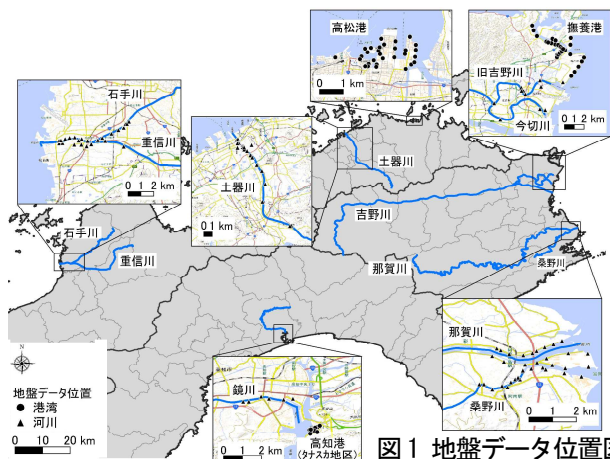 高松港
0 1 km
撫養港
旧吉野川
今切川
0 1 2 km
石手川
重信川
0 1 2 km
土器川
0 1 km
土器川
吉野川
那賀川
桑野川
石手川
重信川
那賀川
桑野川
0 1 2 km
鏡川
高知港
(タナスカ地区)
0 1 2 km
N
地盤データ位置
港湾
河川
0 10 20 km
図1 地盤データ位置図